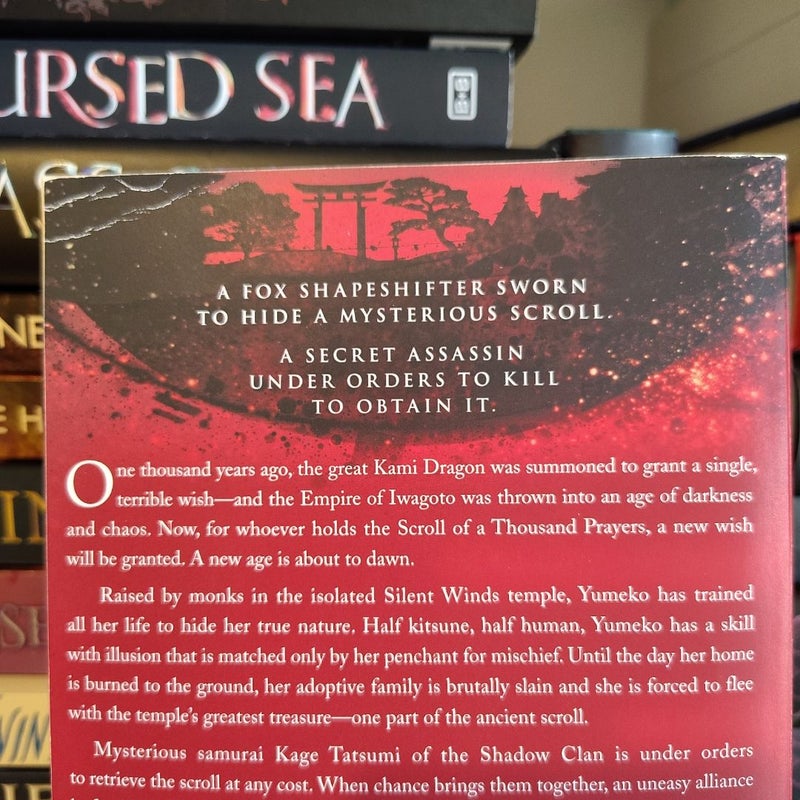 URSED SEA
A FOX SHAPESHIFTER SWORN
TO HIDE A MYSTERIOUS SCROLL.
A SECRET ASSASSIN
UNDER ORDERS TO KILL
TO OBTAIN IT.
One thousand years ago, the great Kami Dragon was summoned to grant a single,
terrible wish—and the Empire of Iwagoto was thrown into an age of darkness
and chaos. Now, for whoever holds the Scroll of a Thousand Prayers, a new wish
will be granted. A new age is about to dawn.
Raised by monks in the isolated Silent Winds temple, Yumeko has trained
all her life to hide her true nature. Half kitsune, half human, Yumeko has a skill
with illusion that is matched only by her penchant for mischief. Until the day her home
is burned to the ground, her adoptive family is brutally slain and she is forced to flee
with the temple's greatest treasure—one part of the ancient scroll.
Mysterious samurai Kage Tatsumi of the Shadow Clan is under orders
to retrieve the scroll at any cost. When chance brings them together, an uneasy alliance